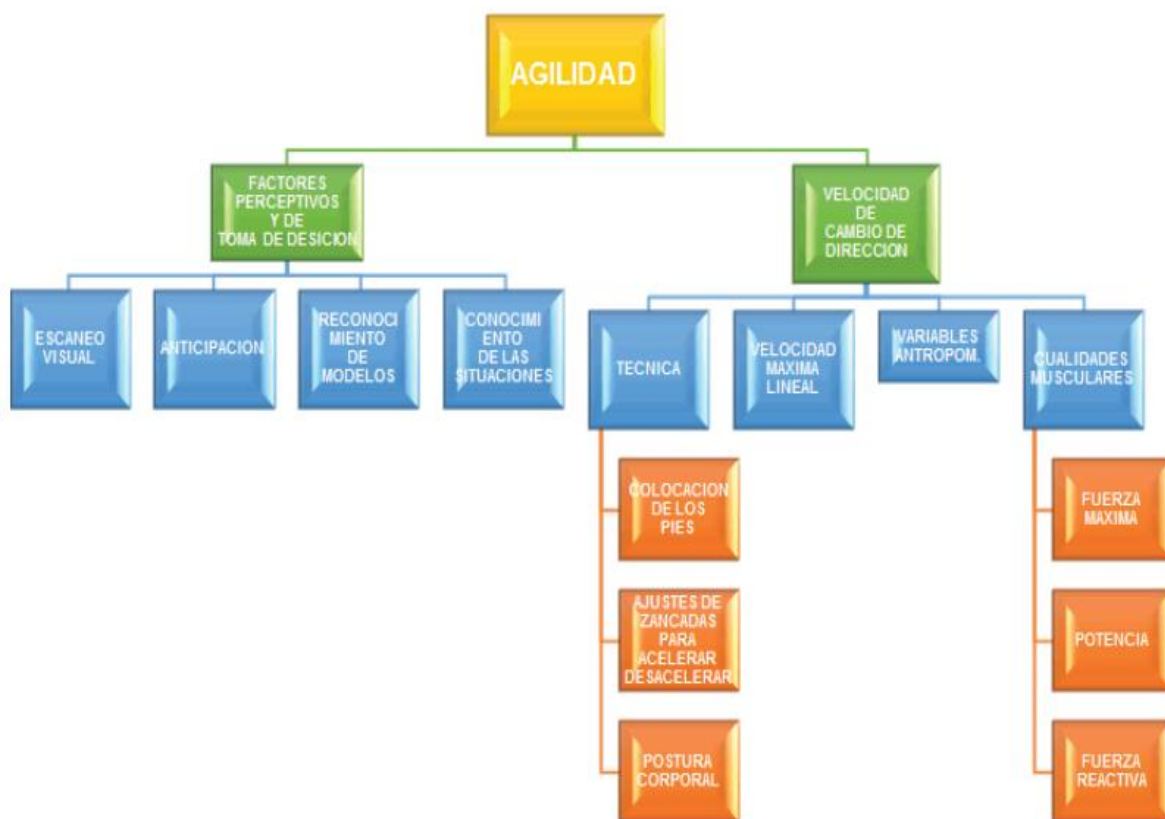 AGILIDAD
FACTORES
PERCEPTIVOS
Y DE
TOMA DE DESICION
VELOCIDAD
DE
CAMBIO DE
DIRECCION
ESCANEO
VISUAL
ANTICIPACION
RECONOCI
MIENTO
DE
MODELOS
CONOCIMI
ENTO
DE LAS
SITUACIONES
TECNICA
VELOCIDAD
MAXIMA
LINEAL
VARIABLES
ANTROPOM.
CUALIDADES
MUSCULARES
COLOCACION
DE LOS
PIES
AJUSTES DE
ZANCADAS
PARA
ACELERAR
DESACELERAR
POSTURA
CORPORAL
FUERZA
MAXIMA
POTENCIA
FUERZA
REACTIVA